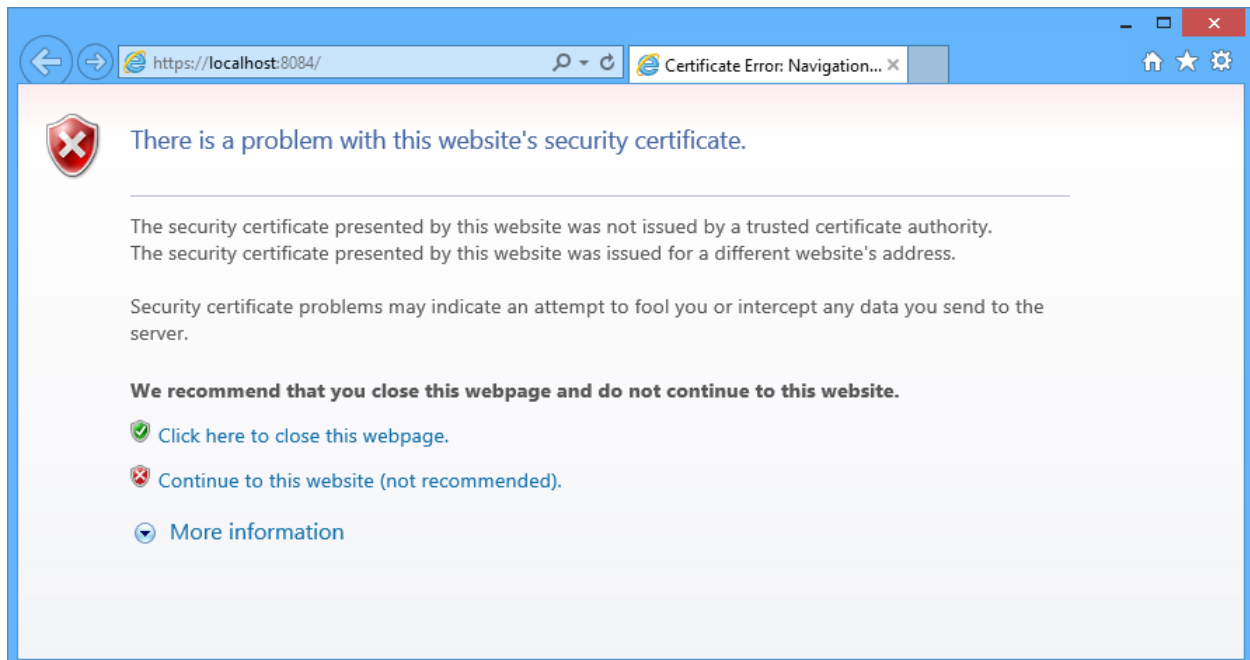 https://localhost:8084/
Certificate Error: Navigation...
There is a problem with this website's security certificate.
The security certificate presented by this website was not issued by a trusted certificate authority.
The security certificate presented by this website was issued for a different website's address.
Security certificate problems may indicate an attempt to fool you or intercept any data you send to the
server.
We recommend that you close this webpage and do not continue to this website.
Click here to close this webpage.
Continue to this website (not recommended).
More information